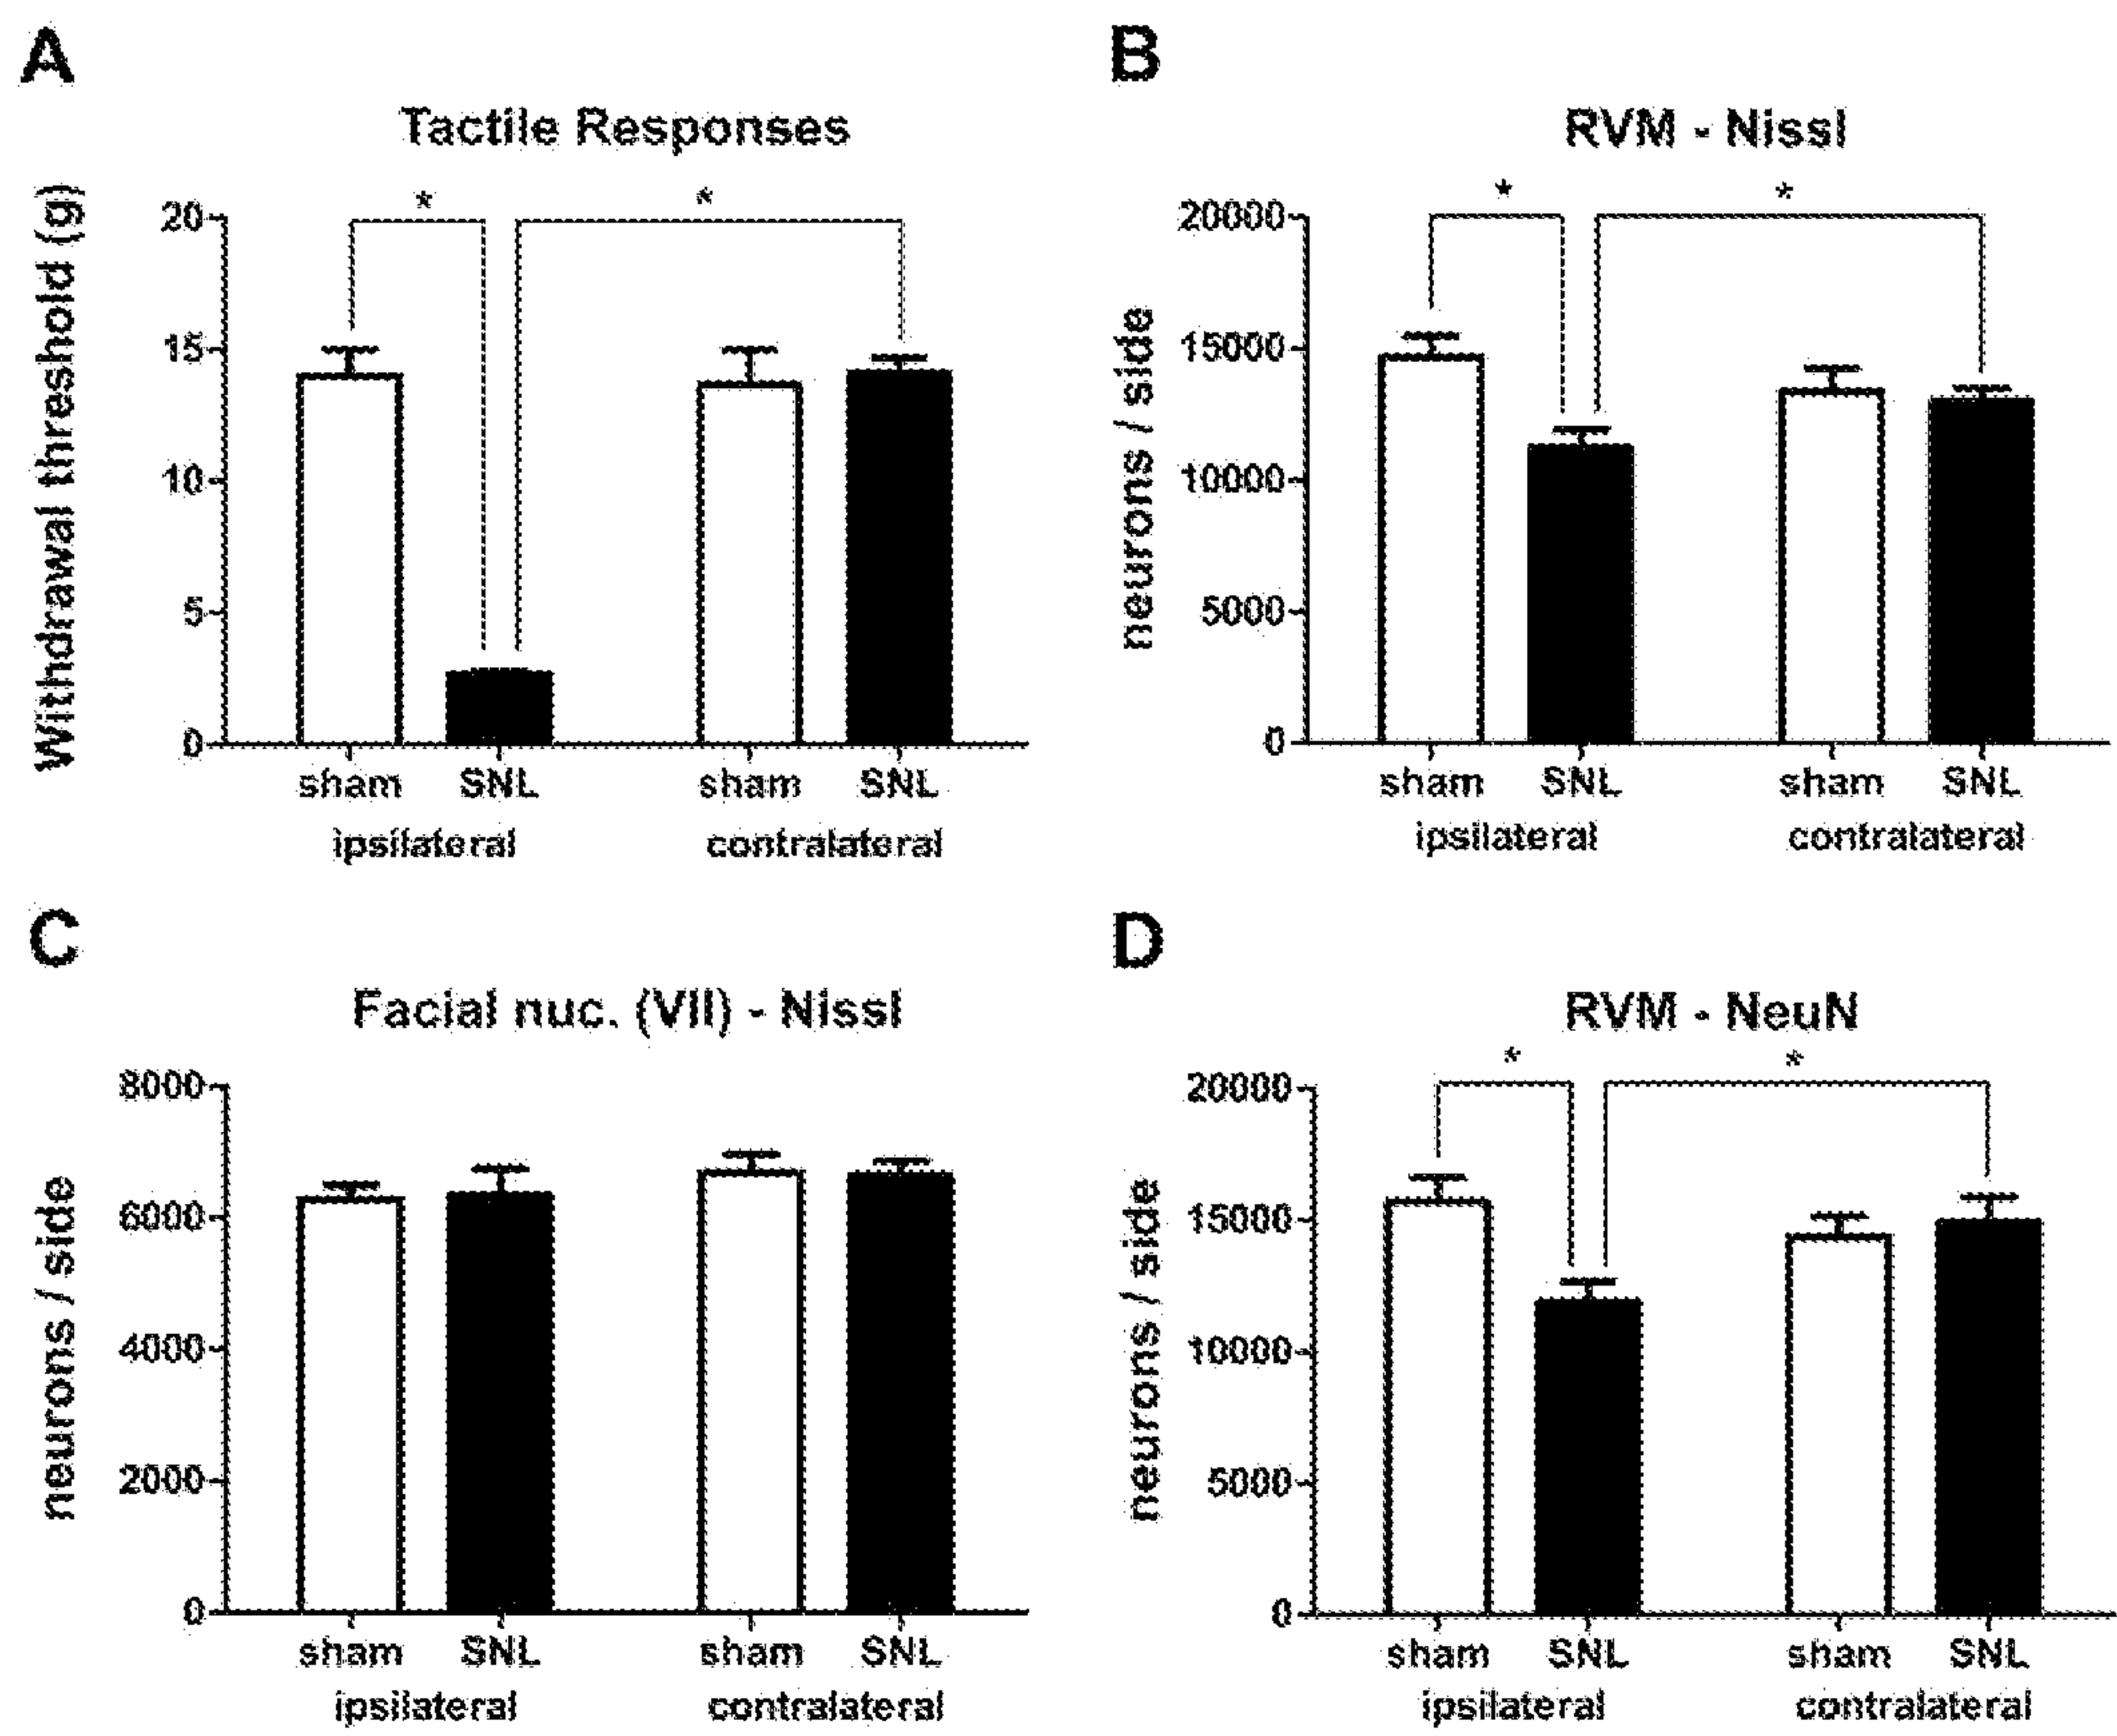 A
Tactile Responses
Withdrawal threshold (g)
* *
20
15
10
5
0
sham SNL sham SNL
ipsilateral contralateral
B
RVM - Nissl
neurons / side
* *
20000
15000
10000
5000
0
sham SNL sham SNL
ipsilateral contralateral
C
Facial nuc. (VII) - Nissl
neurons / side
8000
6000
4000
2000
0
sham SNL sham SNL
ipsilateral contralateral
D
RVM - NeuN
neurons / side
* *
20000
15000
10000
5000
0
sham SNL sham SNL
ipsilateral contralateral